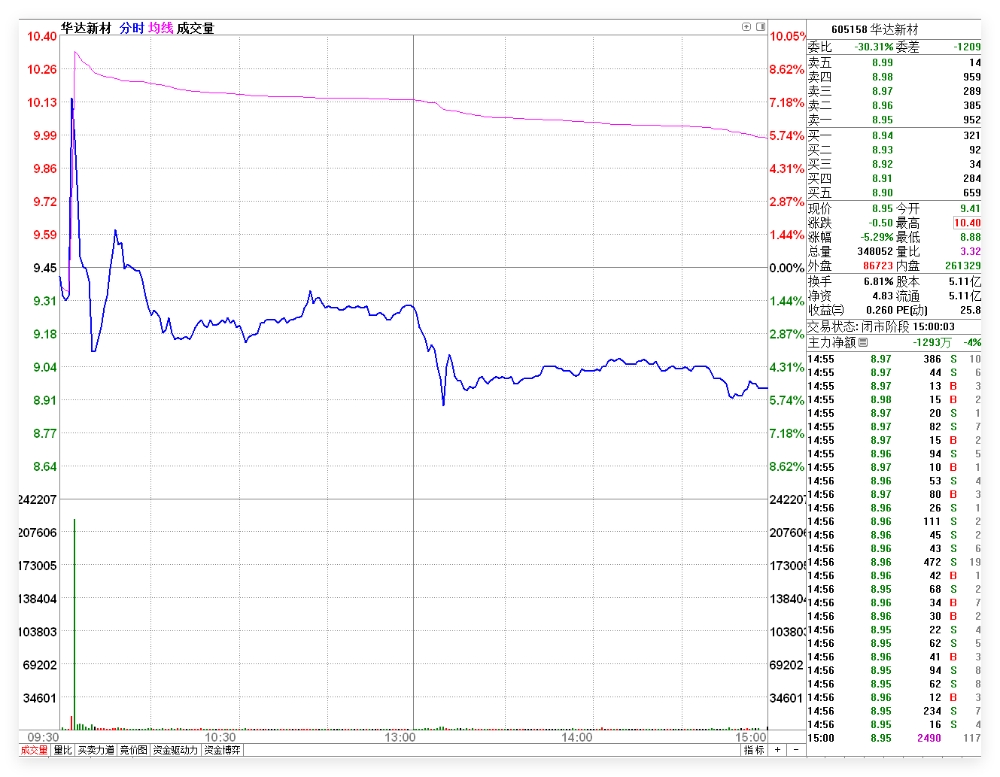 华达新材 分时 均线 成交量
10.40
10.26
10.13
9.99
9.86
9.72
9.59
9.45
9.31
9.18
9.04
8.91
8.77
8.64
242207
207606
173005
138404
103803
69202
34601
10.05%
8.62%
7.18%
5.74%
4.31%
2.87%
1.44%
0.00%
1.44%
2.87%
4.31%
5.74%
7.18%
8.62%
242207
207606
173005
138404
103803
69202
34601
09:30 10:30 13:00 14:00 15:00
成交量 量比 买卖力道 竞价图 资金驱动力 资金博弈 指标 + −
605158 华达新材
委比 -30.31% 委差 -1209
卖五 8.99 14
卖四 8.98 959
卖三 8.97 289
卖二 8.96 385
卖一 8.95 952
买一 8.94 321
买二 8.93 92
买三 8.92 34
买四 8.91 284
买五 8.90 659
现价 8.95 今开 9.41
涨跌 -0.50 最高 10.40
涨幅 -5.29% 最低 8.88
总量 348052 量比 3.32
外盘 86723 内盘 261329
换手 6.81% 股本 5.11亿
净资 4.83 流通 5.11亿
收益㈢ 0.260 PE(动) 25.8
交易状态: 闭市阶段 15:00:03
主力净额 -1293万 -4%
14:55 8.97 386 S 10
14:55 8.97 44 S 6
14:55 8.97 13 B 3
14:55 8.98 15 B 2
14:55 8.97 20 S 1
14:55 8.97 82 S 7
14:55 8.97 15 B 2
14:55 8.96 94 S 5
14:55 8.97 10 B 1
14:56 8.96 53 S 4
14:56 8.97 80 B 3
14:56 8.96 26 S 1
14:56 8.96 111 S 2
14:56 8.96 45 S 2
14:56 8.96 43 S 6
14:56 8.96 472 S 19
14:56 8.96 42 B 1
14:56 8.95 68 S 2
14:56 8.96 34 B 7
14:56 8.96 30 B 2
14:56 8.95 22 S 4
14:56 8.95 62 S 5
14:56 8.96 41 B 3
14:56 8.95 94 S 8
14:56 8.95 62 S 8
14:56 8.96 12 B 3
14:56 8.95 234 S 7
14:56 8.95 16 S 4
15:00 8.95 2490 117